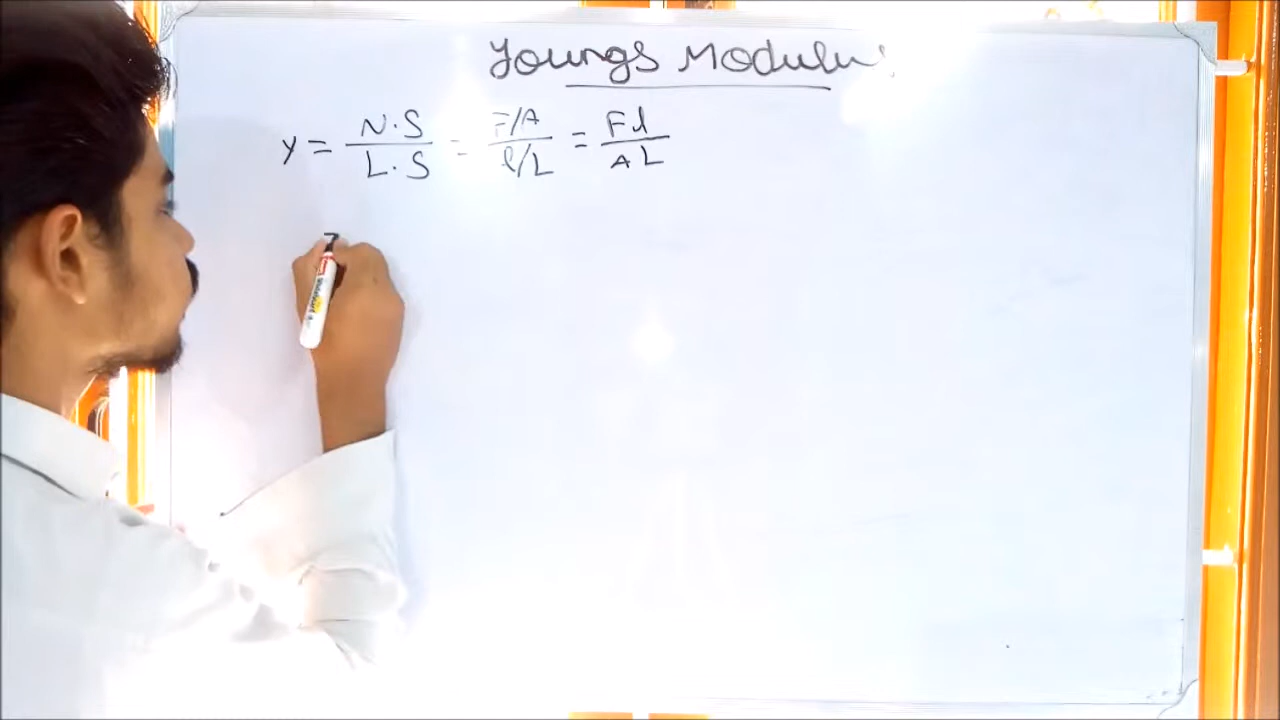 Youngs Modulus
Y = N.S / L.S = F/A / l/L = Fl / AL